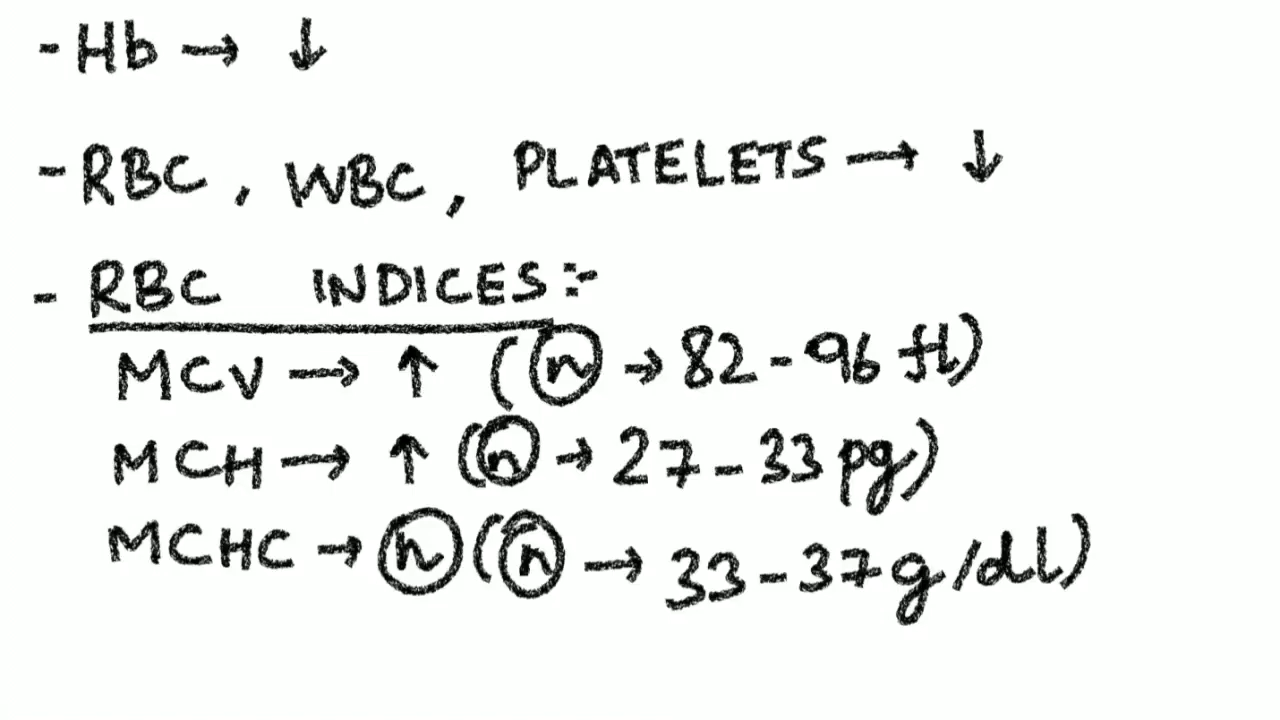 - Hb → ↓
- RBC, WBC, PLATELETS → ↓
- RBC INDICES:-
MCV → ↑ (n → 82-96 fl)
MCH → ↑ (n → 27-33 pg)
MCHC → n (n → 33-37 g/dl)